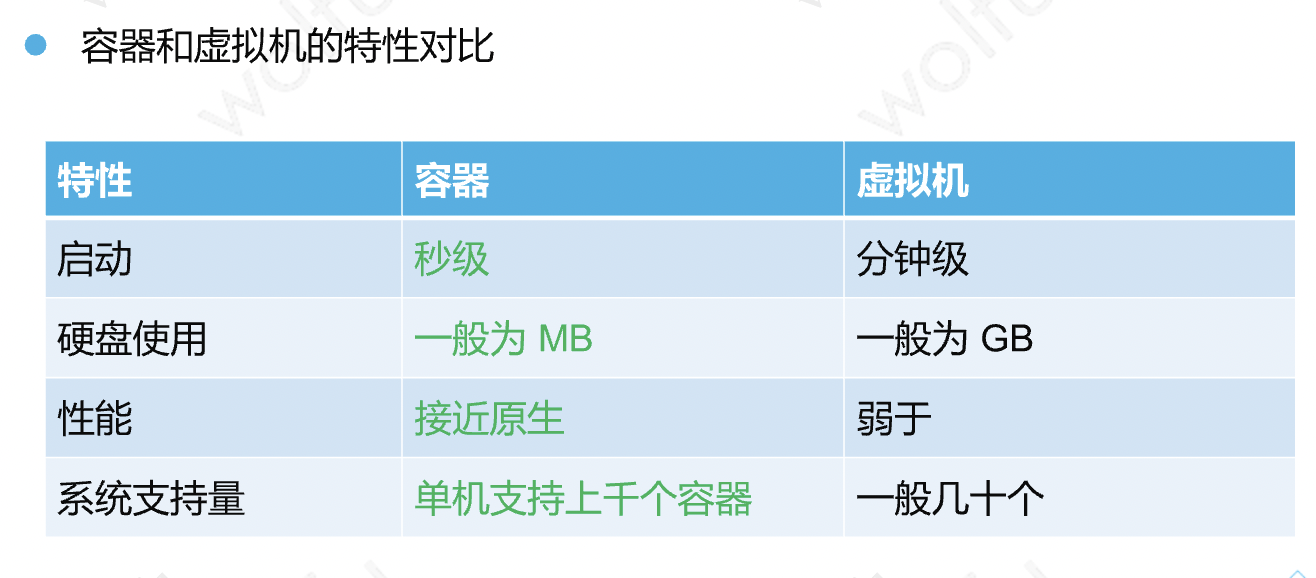 容器和虚拟机的特性对比
特性 容器 虚拟机
启动 秒级 分钟级
硬盘使用 一般为 MB 一般为 GB
性能 接近原生 弱于
系统支持量 单机支持上千个容器 一般几十个